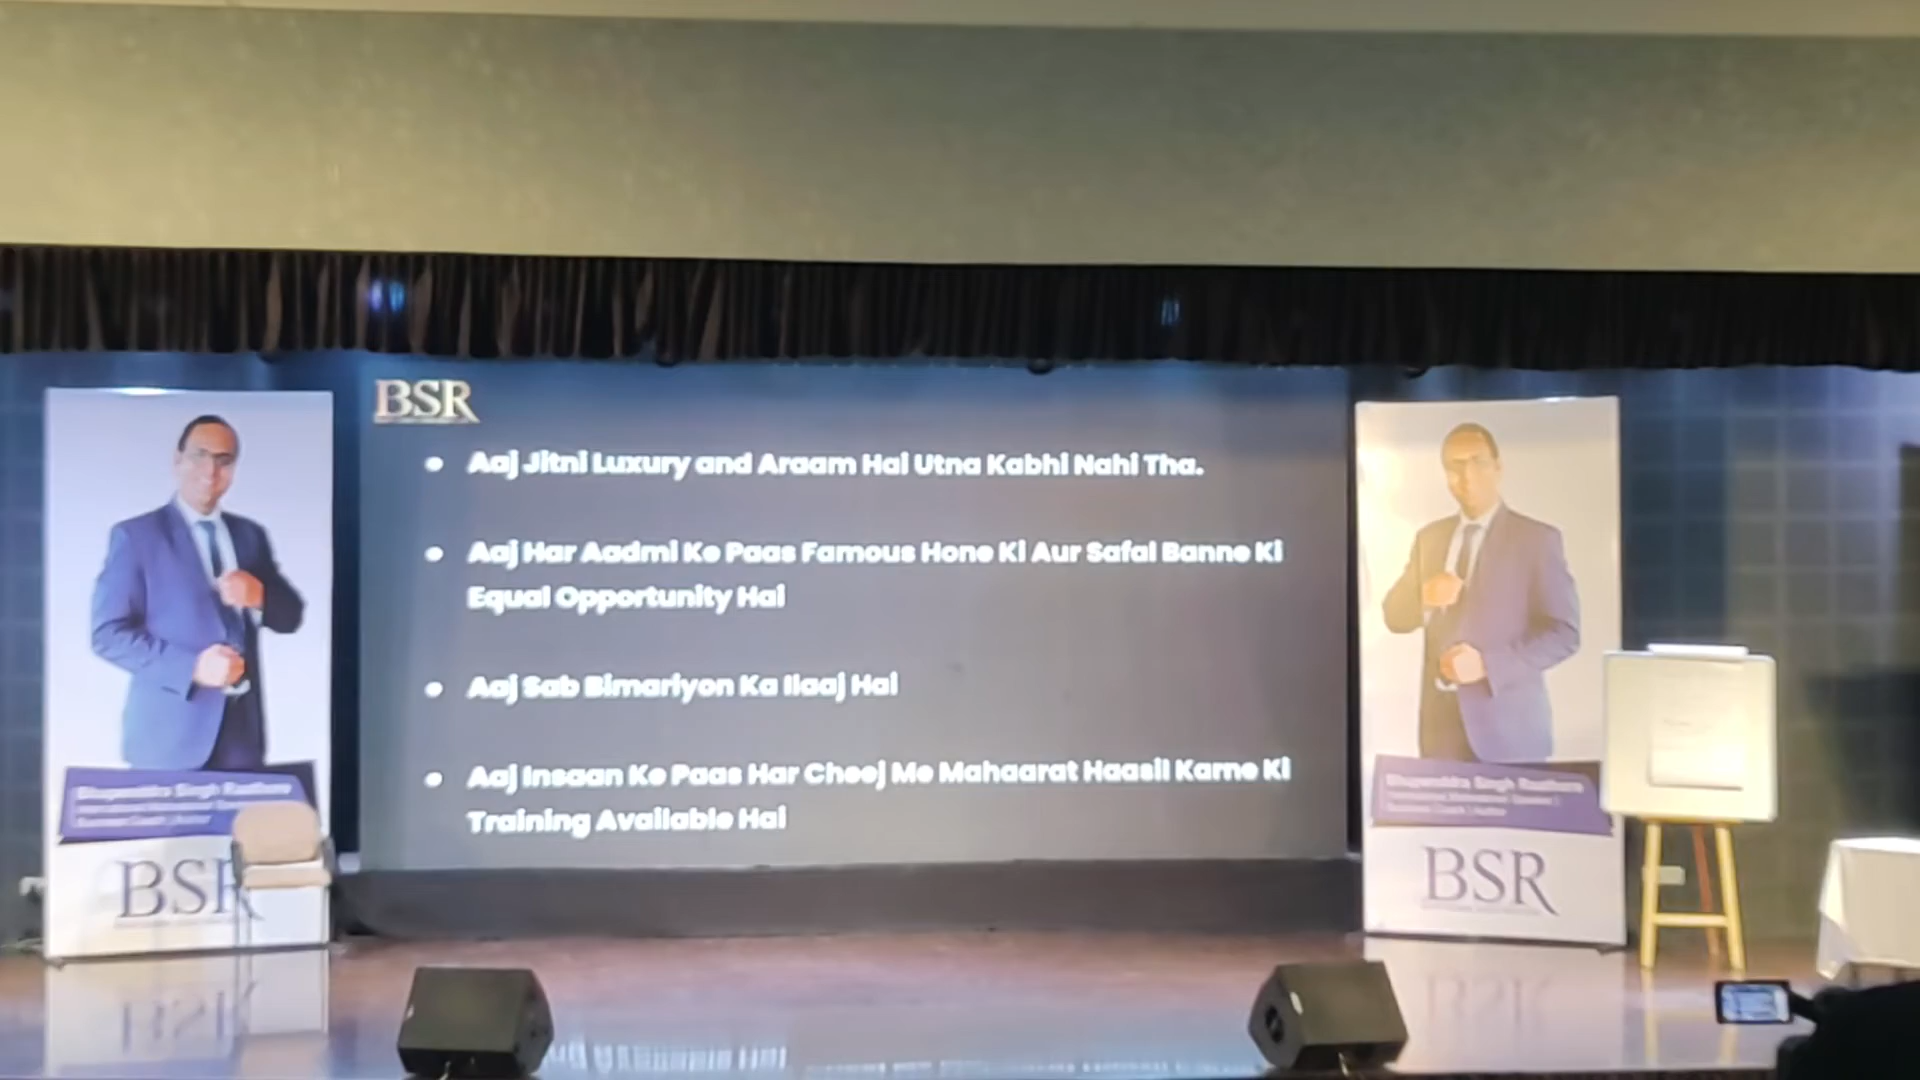 BSR
Aaj Jitni Luxury and Araam Hai Utna Kabhi Nahi Tha.
Aaj Har Aadmi Ke Paas Famous Hone Ki Aur Safal Banne Ki
Equal Opportunity Hai
Aaj Sab Bimariyon Ka Ilaaj Hai
Aaj Insaan Ke Paas Har Cheej Me Mahaarat Haasil Karne Ki
Training Available Hai
BSR
Singh
BSR